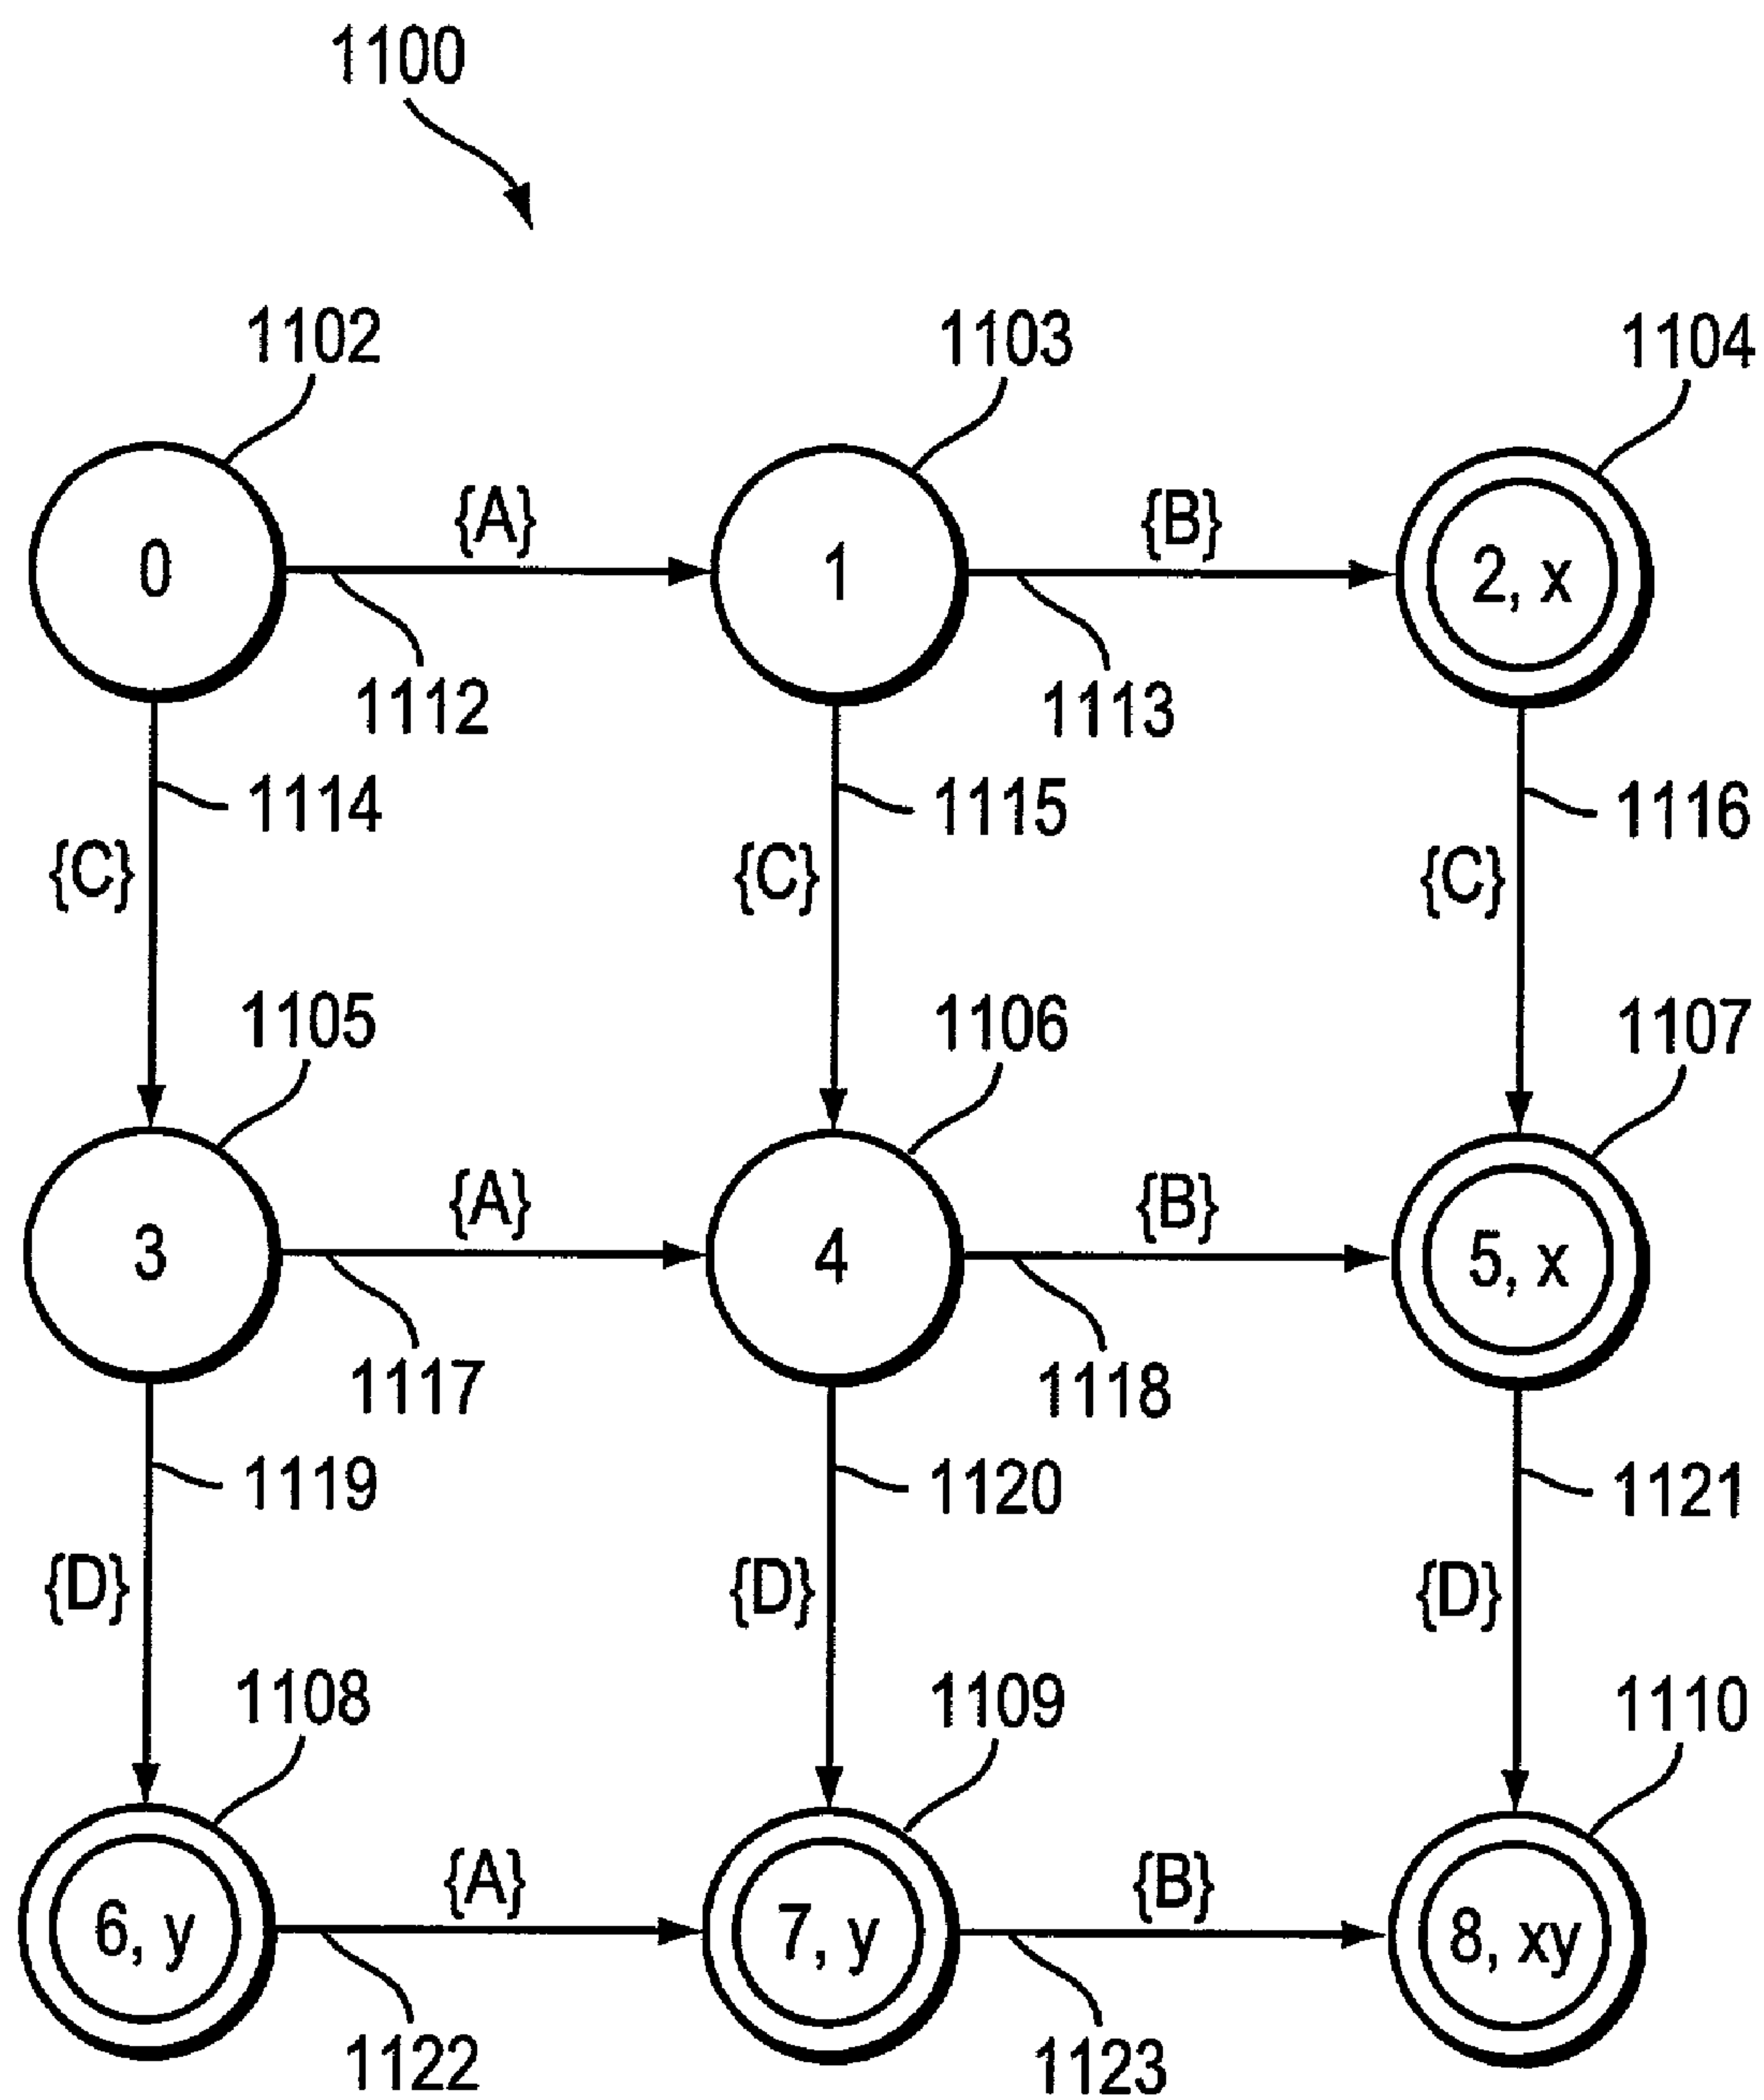 1100
1102
1103
1104
{A}
{B}
0
1
2, x
1112
1113
1114
1115
1116
{C}
{C}
{C}
1105
1106
1107
{A}
{B}
3
4
5, x
1117
1118
1119
1120
1121
{D}
{D}
{D}
1108
1109
1110
{A}
{B}
6, y
7, y
8, xy
1122
1123